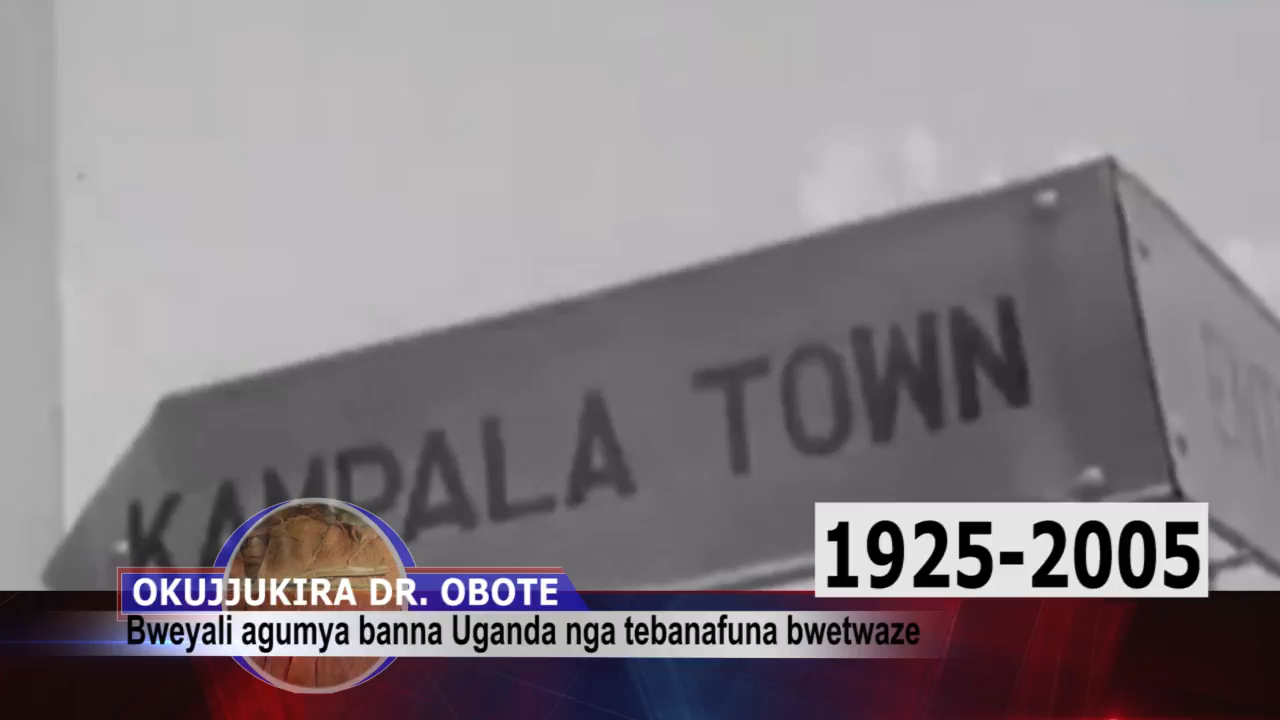 KAMPALA TOWN
1925-2005
OKUJJUKIRA DR. OBOTE
Bweyali agumya banna Uganda nga tebanafuna bwetwaze